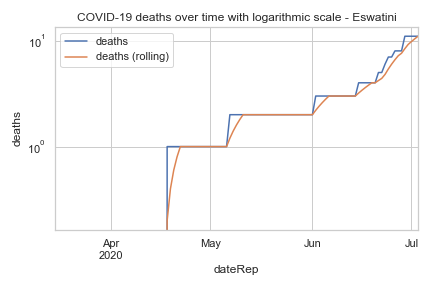 COVID-19 deaths over time with logarithmic scale - Eswatini
10¹
deaths
deaths (rolling)
deaths
10⁰
Apr
2020
May
Jun
Jul
dateRep